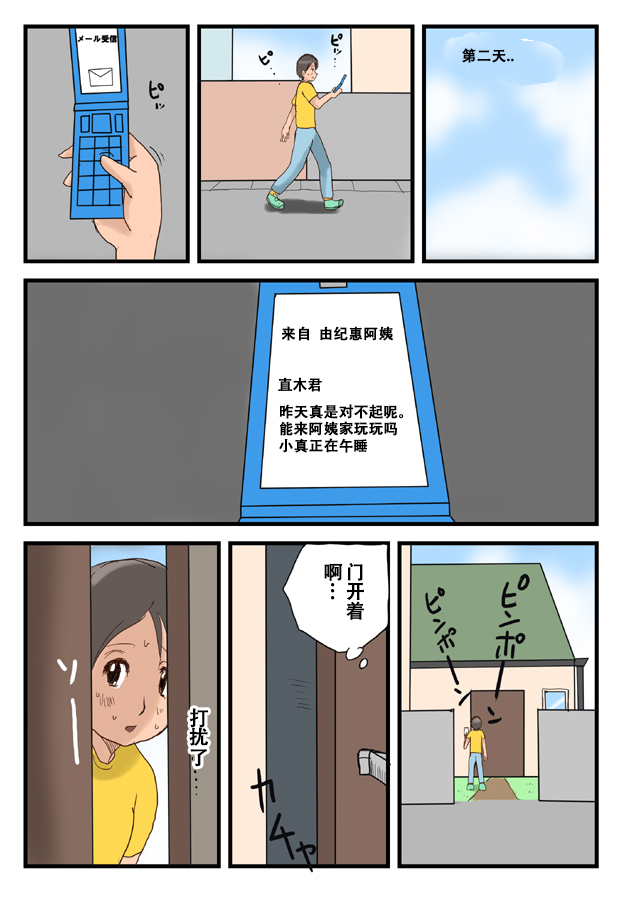 第二天..
ピ…
ピッ…
メール受信
ピッ
来自 由纪惠阿姨
直木君
昨天真是对不起呢。
能来阿姨家玩玩吗
小真正在午睡
ピンポーン
ピンポーン
门开着
啊…
カチャ
打扰了
……
ソー